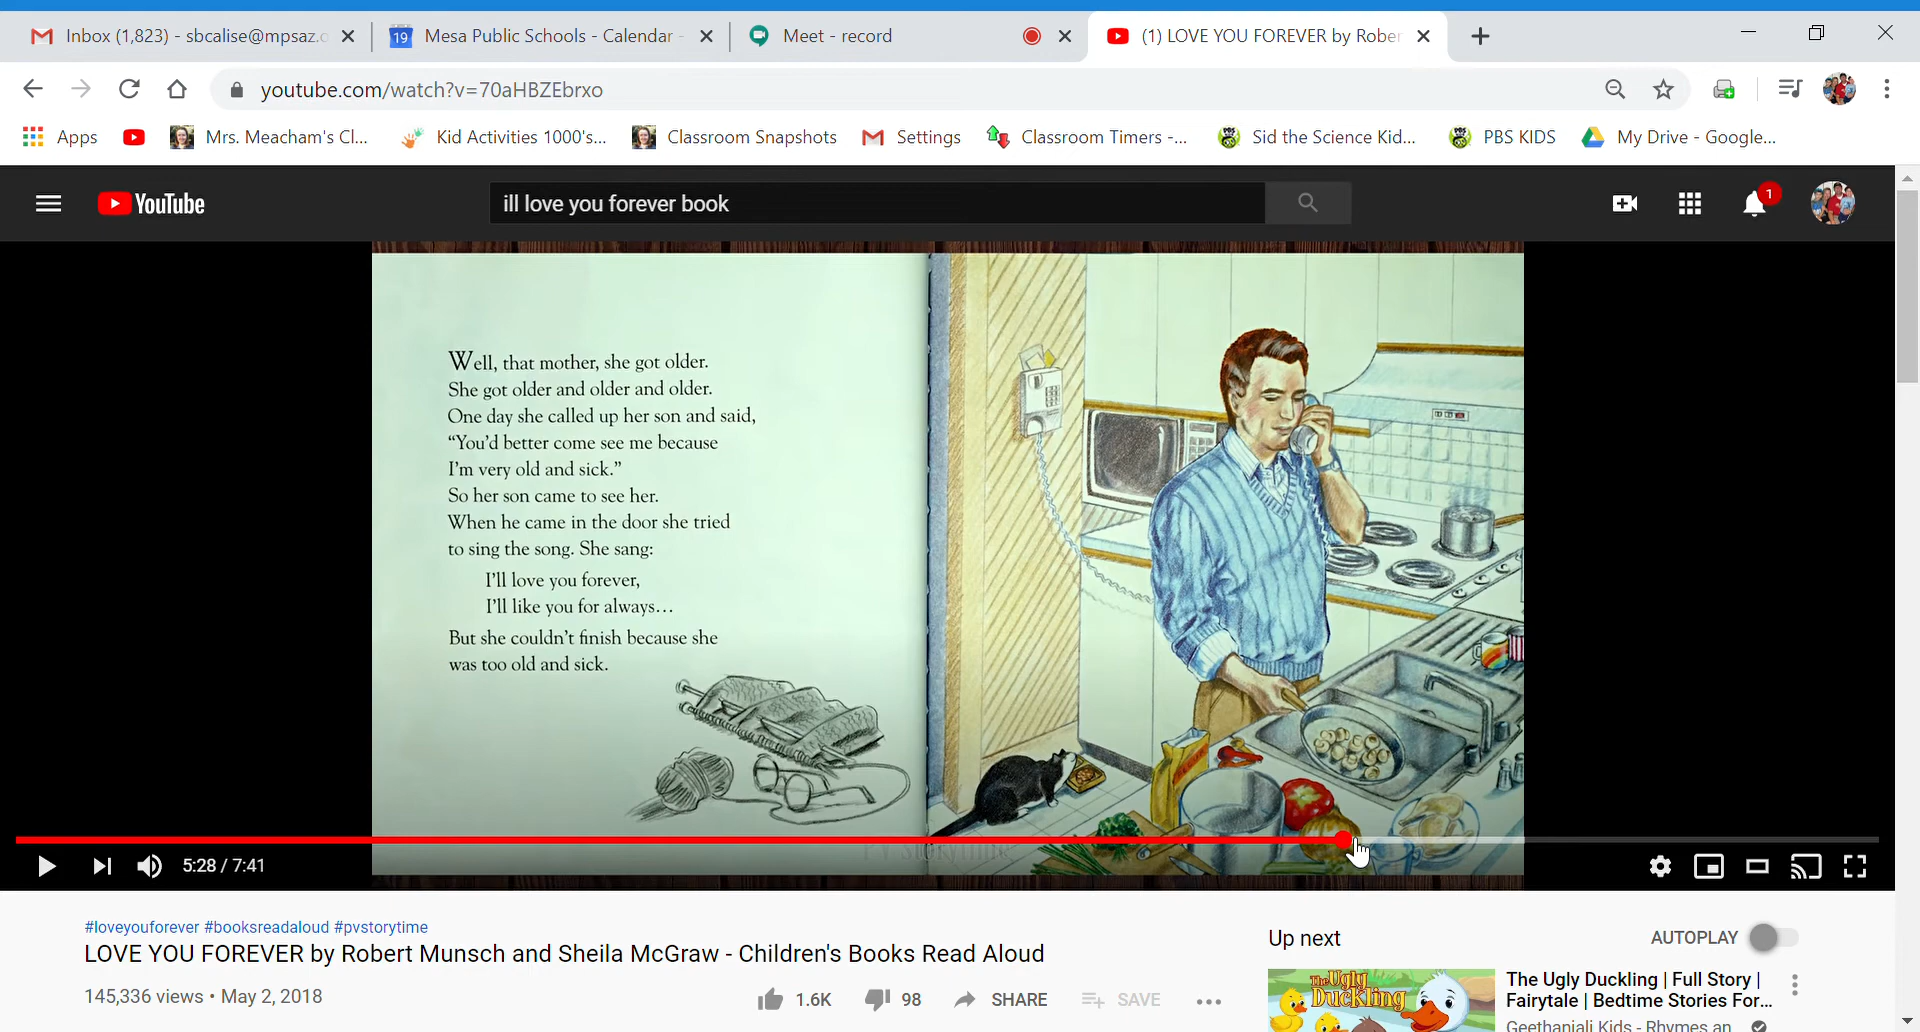 Inbox (1,823) - sbcalise@mpsaz.c
Mesa Public Schools - Calendar -
Meet - record
(1) LOVE YOU FOREVER by Rober
youtube.com/watch?v=70aHBZEbrxo
Apps
Mrs. Meacham's Cl...
Kid Activities 1000's...
Classroom Snapshots
Settings
Classroom Timers -...
Sid the Science Kid...
PBS KIDS
My Drive - Google...
YouTube
ill love you forever book
1
Well, that mother, she got older.
She got older and older and older.
One day she called up her son and said,
“You’d better come see me because
I’m very old and sick.”
So her son came to see her.
When he came in the door she tried
to sing the song. She sang:
I’ll love you forever,
I’ll like you for always...
But she couldn’t finish because she
was too old and sick.
PV Storytime
5:28 / 7:41
#loveyouforever #booksreadaloud #pvstorytime
LOVE YOU FOREVER by Robert Munsch and Sheila McGraw - Children's Books Read Aloud
145,336 views • May 2, 2018
1.6K
98
SHARE
SAVE
Up next
AUTOPLAY
The Ugly Duckling
The Ugly Duckling | Full Story |
Fairytale | Bedtime Stories For...
Geethanjali Kids - Rhymes an